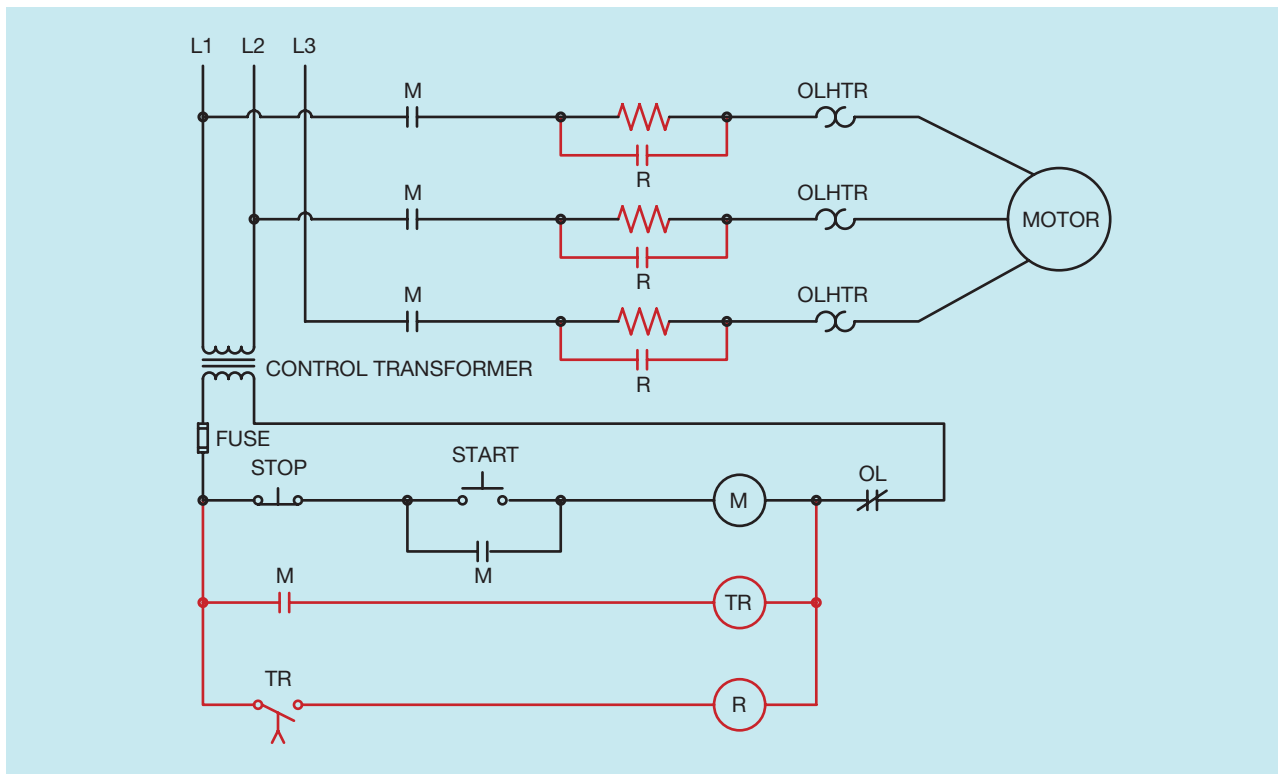 L1 L2 L3
M OLHTR
R
M OLHTR
MOTOR
R
M OLHTR
R
CONTROL TRANSFORMER
FUSE
STOP START OL
M
M
M
TR
TR
R